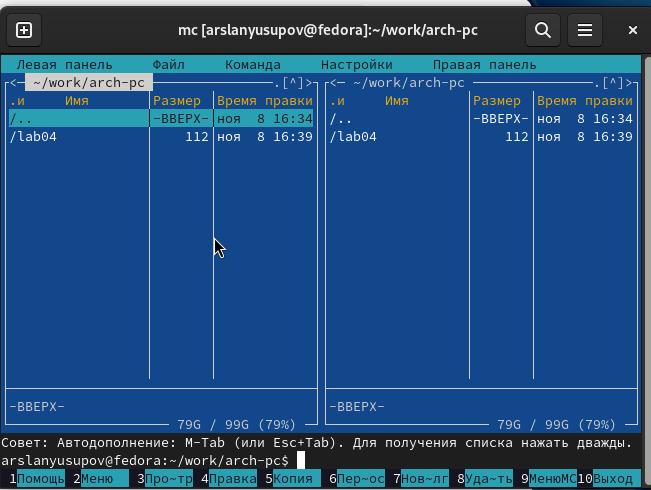 mc [arslanyusupov@fedora]:~/work/arch-pc
Левая панель Файл Команда Настройки Правая панель
<─ ~/work/arch-pc .[^]> <─ ~/work/arch-pc .[^]>
.и Имя Размер Время правки .и Имя Размер Время правки
/.. -ВВЕРХ- ноя 8 16:34 /.. -ВВЕРХ- ноя 8 16:34
/lab04 112 ноя 8 16:39 /lab04 112 ноя 8 16:39
-ВВЕРХ- -ВВЕРХ-
79G / 99G (79%) 79G / 99G (79%)
Совет: Автодополнение: M-Tab (или Esc+Tab). Для получения списка нажать дважды.
arslanyusupov@fedora:~/work/arch-pc$
1Помощь 2Меню 3Про~тр 4Правка 5Копия 6Пер~ос 7Нов~лг 8Уда~ть 9МенюMC 10Выход